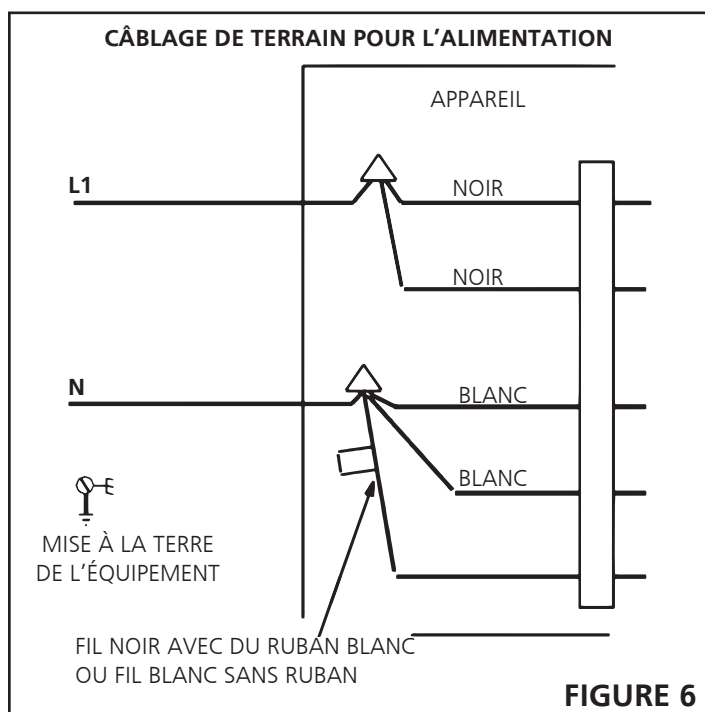 CÂBLAGE DE TERRAIN POUR L'ALIMENTATION
APPAREIL
L1
NOIR
NOIR
N
BLANC
BLANC
MISE À LA TERRE
DE L'ÉQUIPEMENT
FIL NOIR AVEC DU RUBAN BLANC
OU FIL BLANC SANS RUBAN
FIGURE 6